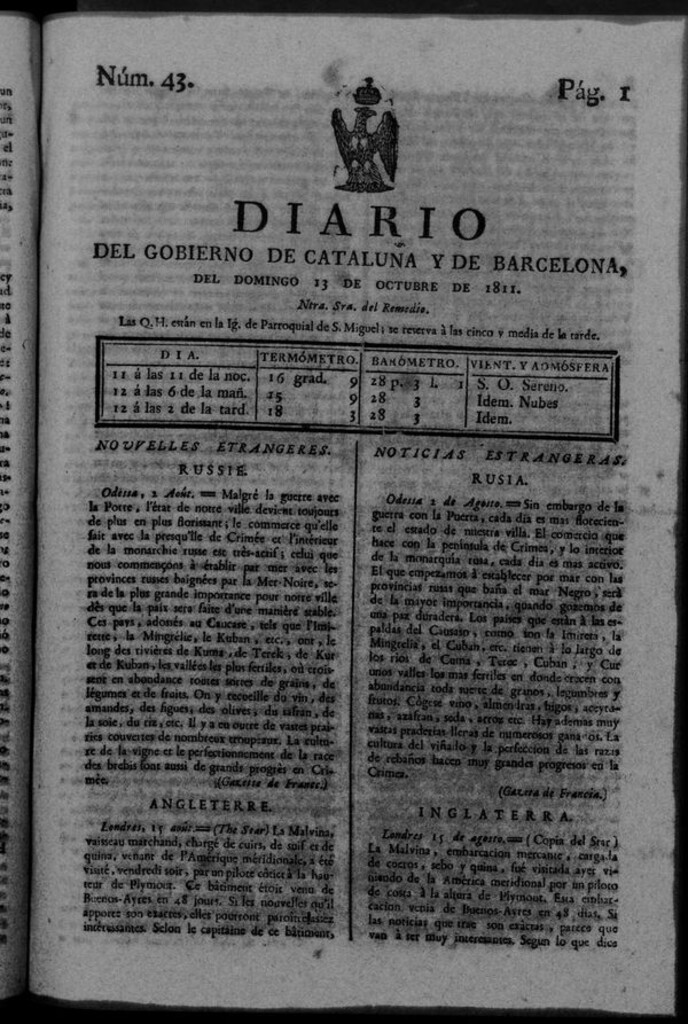 Núm. 43.
Pág. 1
DIARIO
DEL GOBIERNO DE CATALUÑA Y DE BARCELONA,
DEL DOMINGO 13 DE OCTUBRE DE 1811.
Ntra. Sra. del Remedio.
Las Q. H. están en la Ig. de Parroquial de S. Miguel; se reserva à las cinco y media de la tarde.
DIA. TERMÓMETRO. BARÓMETRO. VIENT. Y ADMÓSFERA
11 á las 11 de la noc. 16 grad. 9 28 p. 3 l. 1 S. O. Sereno.
12 á las 6 de la mañ. 15 9 28 3 Idem. Nubes
12 á las 2 de la tard. 18 3 28 3 Idem.
NOUVELLES ETRANGERES.
RUSSIE.
Odessa, 2 Août. = Malgré la guerre avec
la Porte, l'état de notre ville devient toujours
de plus en plus florissant; le commerce qu'elle
fait avec la presqu'île de Crimée et l'intérieur
de la monarchie russe est très-actif; celui que
nous commençons à établir par mer avec les
provinces russes baignées par la Mer-Noire, se-
ra de la plus grande importance pour notre ville
dès que la paix sera faite d'une manière stable.
Ces pays, adonés au Caucase, tels que l'Imi-
rette, la Mingrélie, le Kuban, etc., ont, le
long des rivières de Kuma, de Terek, de Kur
et de Kuban, les vallées les plus fertiles, où crois-
sent en abondance toutes sortes de grains, de
légumes et de fruits. On y recueille du vin, des
amandes, des figues, des olives, du safran, de
la soie, du riz, etc. Il y a en outre de vastes prai-
ries couvertes de nombreux troupeaux. La cultu-
re de la vigne et le perfectionnement de la race
des brebis font aussi de grands progrès en Cri-
mée. (Gazette de France.)
ANGLETERRE.
Londres, 15 août. = (The Star) La Malvina,
vaisseau marchand, chargé de cuirs, de suif et de
quina, venant de l'Amérique méridionale, a été
visité, vendredi soir, par un pilote côtier à la hau-
teur de Plymout. Ce bâtiment étoit venu de
Buenos-Ayres en 48 jours. Si les nouvelles qu'il
apporte son exactes, elles pourront paroître assez
intéressantes. Selon le capitaine de ce bâtiment,
NOTICIAS ESTRANGERAS.
RUSIA.
Odessa 2 de Agosto. = Sin embargo de la
guerra con la Puerta, cada dia es mas florecien-
te el estado de nuestra villa. El comercio que
hace con la península de Crimea, y lo interior
de la monarquía rusa, cada dia es mas activo.
El que empezamos á establecer por mar con las
provincias rusas que baña el mar Negro, será
de la mayor importancia, quando gozemos de
una paz duradera. Los paises que están à las es-
paldas del Causaso, como son la Imireta, la
Mingrelia, el Cuban, etc. tienen à lo largo de
los rios de Cuma, Terec, Cuban, y Cur
unos valles los mas fertiles en donde crecen con
abundancia toda suerte de granos, legumbres y
frutos. Cógese vino, almendras, higos, aceytu-
nas, azafran, seda, arros etc. Hay ademas muy
vastas praderias llenas de numerosos ganados. La
cultura del viñado y la perfeccion de las razas
de rebaños hacen muy grandes progresos en la
Crimea.
(Gazeta de Francia.)
INGLATERRA.
Londres 15 de agosto. = (Copia del Star)
La Malvina, embarcacion mercante, cargada
de cueros, sebo y quina, fué visitada ayer vi-
niendo de la América meridional por un piloto
de costa à la altura de Plymout. Esta embar-
cacion venia de Buenos-Ayres en 48 dias. Si
las noticias que trae son exâctas, parece que
van à ser muy interesantes. Segun lo que dice